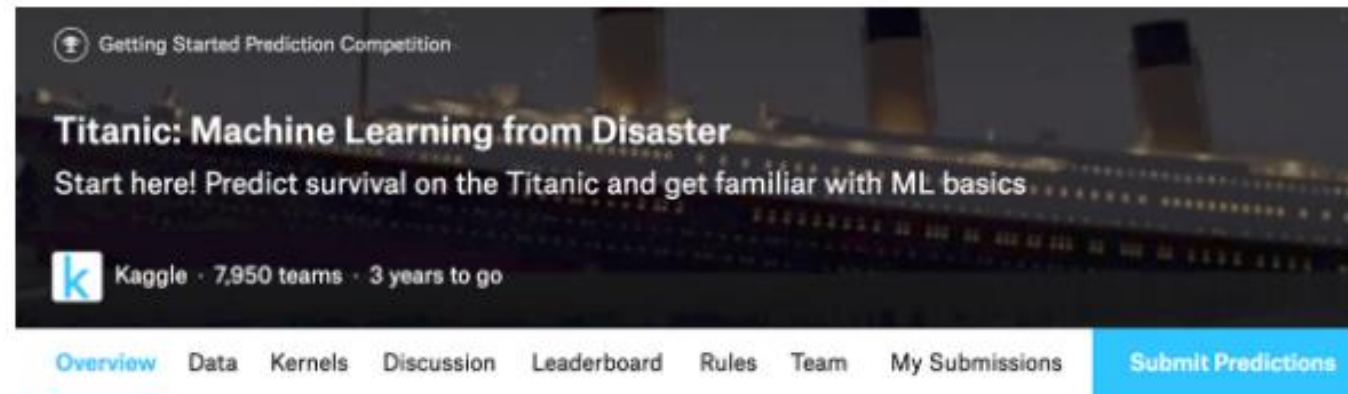 Getting Started Prediction Competition
Titanic: Machine Learning from Disaster
Start here! Predict survival on the Titanic and get familiar with ML basics
k Kaggle · 7,950 teams · 3 years to go
Overview Data Kernels Discussion Leaderboard Rules Team My Submissions Submit Predictions